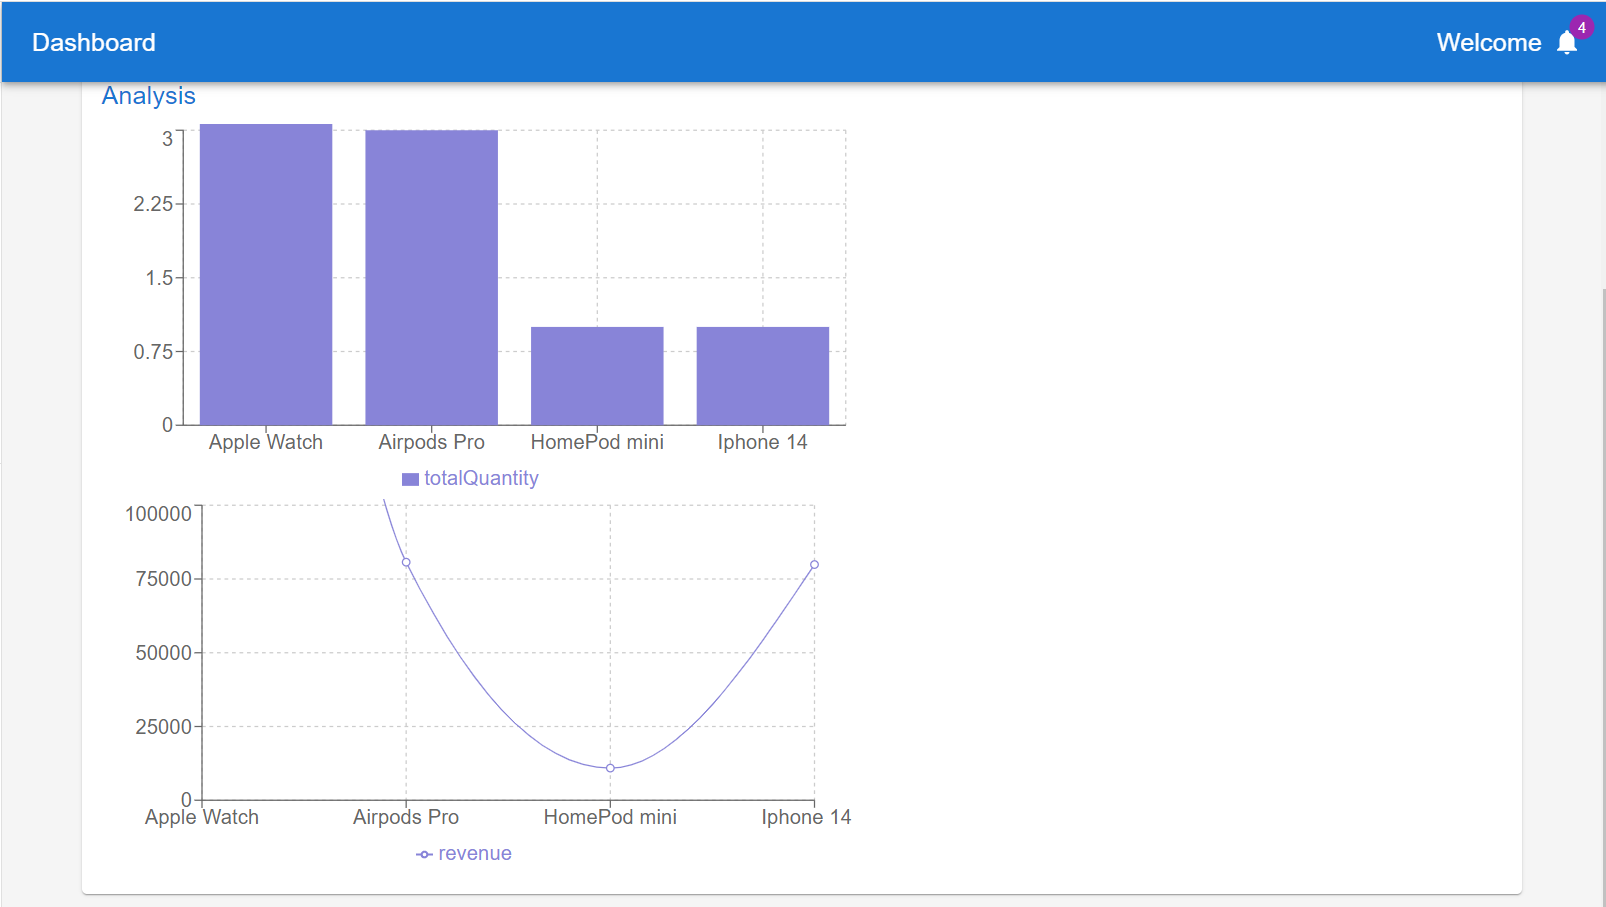 Dashboard
Welcome 4
Analysis
3
2.25
1.5
0.75
0
Apple Watch Airpods Pro HomePod mini Iphone 14
totalQuantity
100000
75000
50000
25000
0
Apple Watch Airpods Pro HomePod mini Iphone 14
revenue